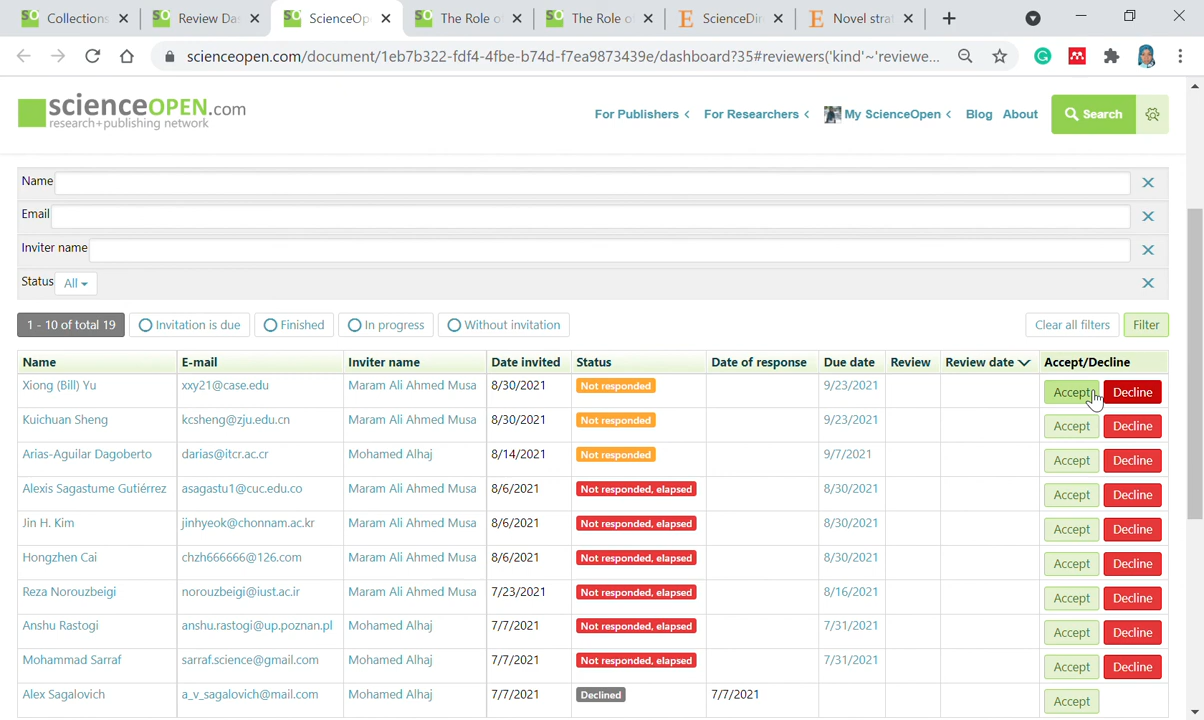 Collections
Review Da
ScienceOp
The Role o
The Role o
ScienceDir
Novel stra
scienceopen.com/document/1eb7b322-fdf4-4fbe-b74d-f7ea9873439e/dashboard?35#reviewers('kind'~'reviewe...
scienceOPEN.com
research+publishing network
For Publishers
For Researchers
My ScienceOpen
Blog
About
Search
Name
Email
Inviter name
Status All
1 - 10 of total 19
Invitation is due
Finished
In progress
Without invitation
Clear all filters
Filter
Name E-mail Inviter name Date invited Status Date of response Due date Review Review date Accept/Decline
Xiong (Bill) Yu xxy21@case.edu Maram Ali Ahmed Musa 8/30/2021 Not responded 9/23/2021 Accept Decline
Kuichuan Sheng kcsheng@zju.edu.cn Maram Ali Ahmed Musa 8/30/2021 Not responded 9/23/2021 Accept Decline
Arias-Aguilar Dagoberto darias@itcr.ac.cr Mohamed Alhaj 8/14/2021 Not responded 9/7/2021 Accept Decline
Alexis Sagastume Gutiérrez asagastu1@cuc.edu.co Maram Ali Ahmed Musa 8/6/2021 Not responded, elapsed 8/30/2021 Accept Decline
Jin H. Kim jinhyeok@chonnam.ac.kr Maram Ali Ahmed Musa 8/6/2021 Not responded, elapsed 8/30/2021 Accept Decline
Hongzhen Cai chzh666666@126.com Maram Ali Ahmed Musa 8/6/2021 Not responded, elapsed 8/30/2021 Accept Decline
Reza Norouzbeigi norouzbeigi@iust.ac.ir Maram Ali Ahmed Musa 7/23/2021 Not responded, elapsed 8/16/2021 Accept Decline
Anshu Rastogi anshu.rastogi@up.poznan.pl Mohamed Alhaj 7/7/2021 Not responded, elapsed 7/31/2021 Accept Decline
Mohammad Sarraf sarraf.science@gmail.com Mohamed Alhaj 7/7/2021 Not responded, elapsed 7/31/2021 Accept Decline
Alex Sagalovich a_v_sagalovich@mail.com Mohamed Alhaj 7/7/2021 Declined 7/7/2021 Accept